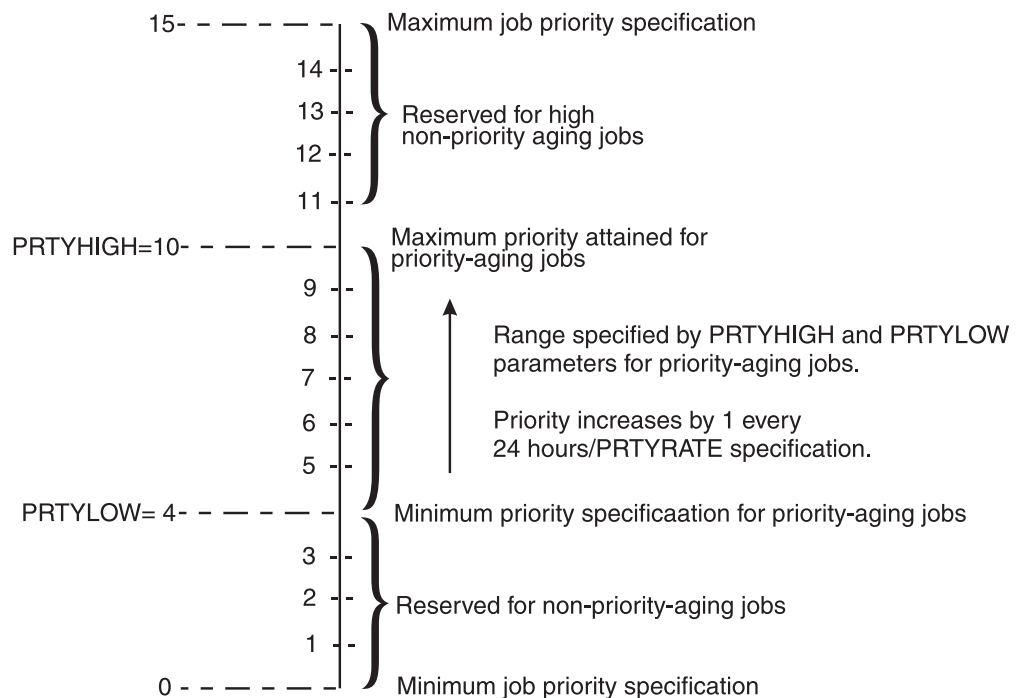 15 Maximum job priority specification
14
13 Reserved for high
non-priority aging jobs
12
11
Maximum priority attained for
PRTYHIGH=10 priority-aging jobs
9
8 Range specified by PRTYHIGH and PRTYLOW
parameters for priority-aging jobs.
7
6 Priority increases by 1 every
24 hours/PRTYRATE specification.
5
PRTYLOW= 4 Minimum priority specificaation for priority-aging jobs
3
2 Reserved for non-priority-aging jobs
1
0 Minimum job priority specification